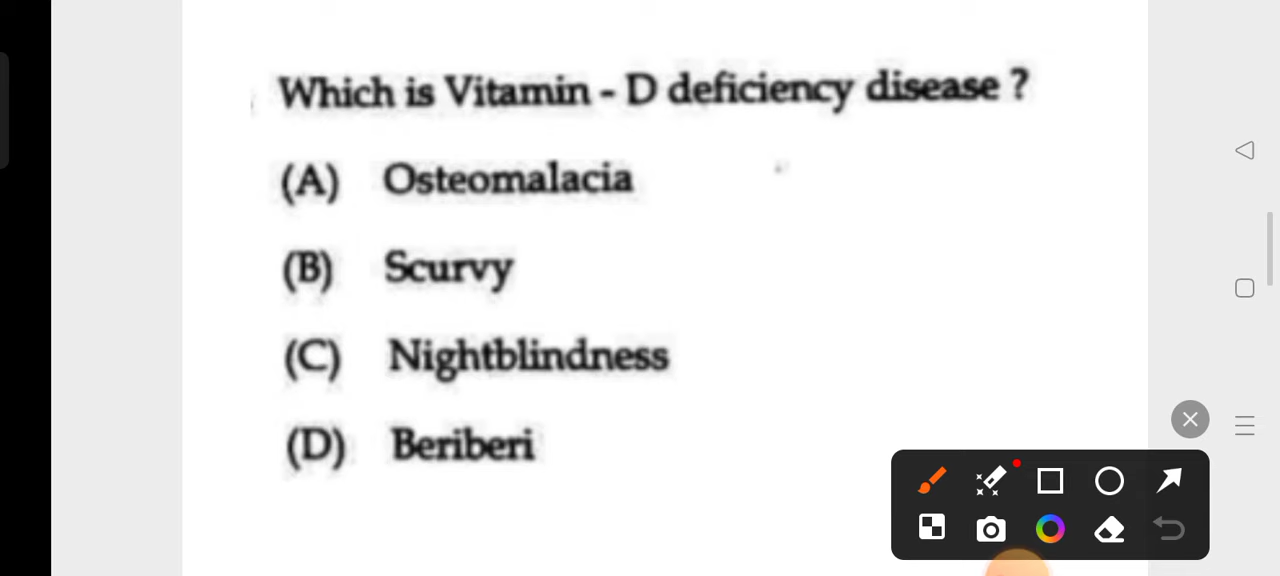 Which is Vitamin - D deficiency disease ?
(A) Osteomalacia
(B) Scurvy
(C) Nightblindness
(D) Beriberi